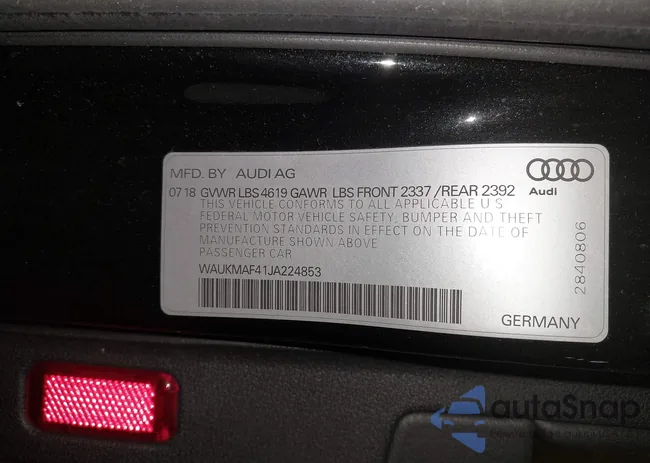 MFD. BY AUDI AG
07 18 GVWR LBS 4619 GAWR LBS FRONT 2337 /REAR 2392
THIS VEHICLE CONFORMS TO ALL APPLICABLE U S
FEDERAL MOTOR VEHICLE SAFETY, BUMPER AND THEFT
PREVENTION STANDARDS IN EFFECT ON THE DATE OF
MANUFACTURE SHOWN ABOVE
PASSENGER CAR
WAUKMAF41JA224853
Audi
2840806
GERMANY
autoSnap